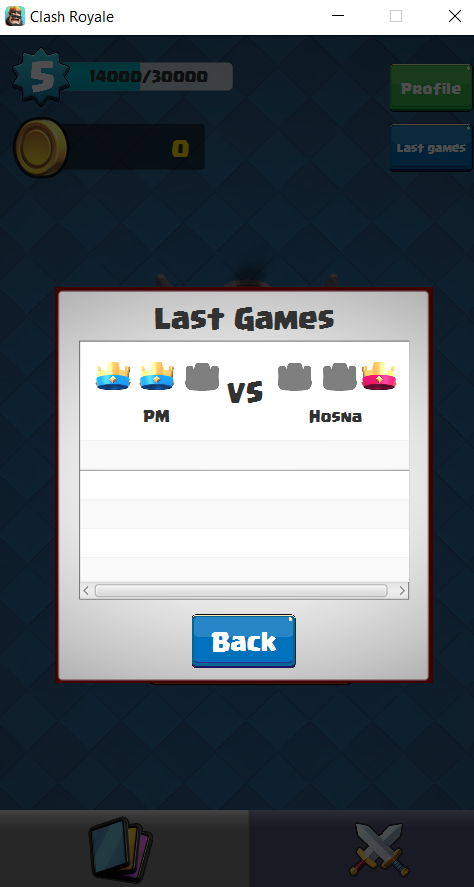 Clash Royale
5
14000/30000
Profile
0
Last games
Last Games
VS
PM
Hosna
Back